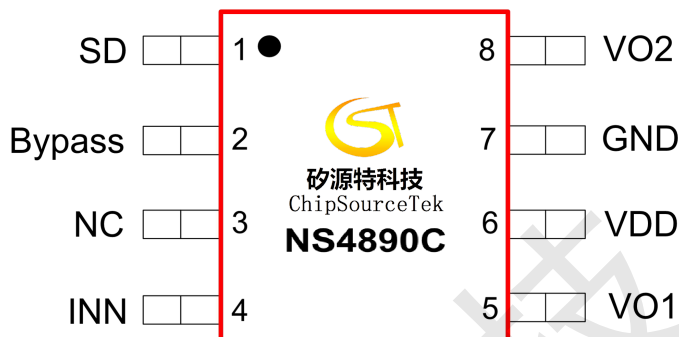 SD 1 8 VO2
Bypass 2 7 GND
矽源特科技
ChipSourceTek
NC 3 6 VDD
NS4890C
INN 4 5 VO1